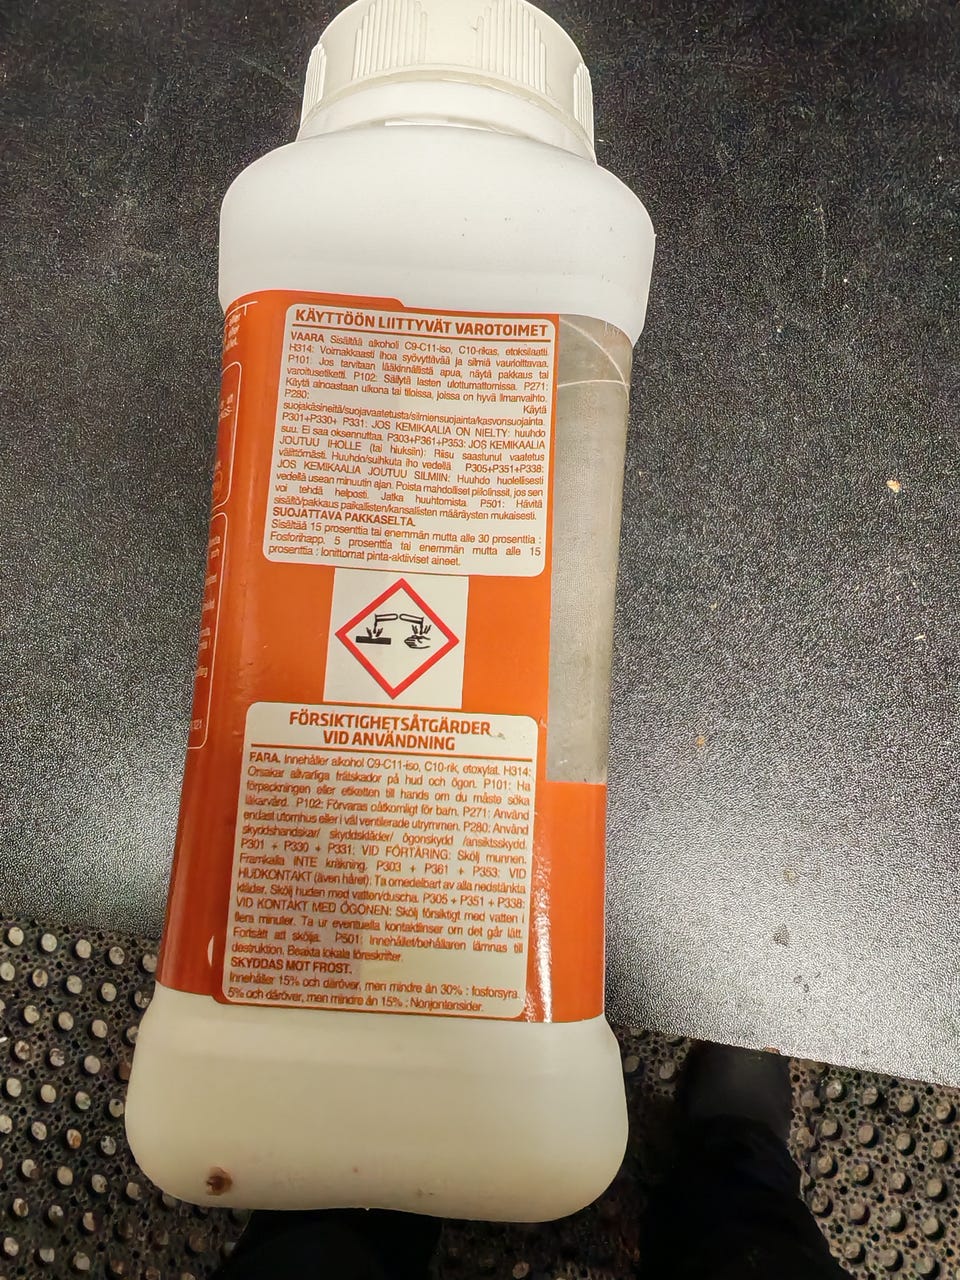 KÄYTTÖÖN LIITTYVÄT VAROTOIMET
VAARA Sisältää alkoholi C9-C11-iso, C10-rikas, etoksilaatti.
H314: Voimakkaasti ihoa syövyttävää ja silmiä vaurioittavaa.
P101: Jos tarvitaan lääkinnällistä apua, näytä pakkaus tai
varoitusetiketti. P102: Säilytä lasten ulottumattomissa. P271:
Käytä ainoastaan ulkona tai tiloissa, joissa on hyvä ilmanvaihto.
P280: Käytä
suojakäsineitä/suojavaatetusta/silmiensuojainta/kasvonsuojainta.
P301+P330+ P331: JOS KEMIKAALIA ON NIELTY: huuhdo
suu. Ei saa oksennuttaa. P303+P361+P353: JOS KEMIKAALIA
JOUTUU IHOLLE (tai hiuksiin): Riisu saastunut vaatetus
välittömästi. Huuhdo/suihkuta iho vedellä. P305+P351+P338:
JOS KEMIKAALIA JOUTUU SILMIIN: Huuhdo huolellisesti
vedellä usean minuutin ajan. Poista mahdolliset piilolinssit, jos sen
voi tehdä helposti. Jatka huuhtomista. P501: Hävitä
sisältö/pakkaus paikallisten/kansallisten määräysten mukaisesti.
SUOJATTAVA PAKKASELTA.
Sisältää 15 prosenttia tai enemmän mutta alle 30 prosenttia :
Fosforihapp. 5 prosenttia tai enemmän mutta alle 15
prosenttia : Ionittomat pinta-aktiiviset aineet.
FÖRSIKTIGHETSÅTGÄRDER
VID ANVÄNDNING
FARA. Innehåller alkohol C9-C11-iso, C10-rik, etoxylat. H314:
Orsakar allvarliga frätskador på hud och ögon. P101: Ha
förpackningen eller etiketten till hands om du måste söka
läkarvård. P102: Förvaras oåtkomligt för barn. P271: Använd
endast utomhus eller i väl ventilerade utrymmen. P280: Använd
skyddshandskar/ skyddskläder/ ögonskydd /ansiktsskydd.
P301 + P330 + P331: VID FÖRTÄRING: Skölj munnen.
Framkalla INTE kräkning. P303 + P361 + P353: VID
HUDKONTAKT (även håret): Ta omedelbart av alla nedstänkta
kläder. Skölj huden med vatten/duscha. P305 + P351 + P338:
VID KONTAKT MED ÖGONEN: Skölj försiktigt med vatten i
flera minuter. Ta ur eventuella kontaktlinser om det går lätt.
Fortsätt att skölja. P501: Innehållet/behållaren lämnas till
destruktion. Beakta lokala föreskrifter.
SKYDDAS MOT FROST.
Innehåller 15% och däröver, men mindre än 30% : fosforsyra.
5% och däröver, men mindre än 15% : Nonjontensider.